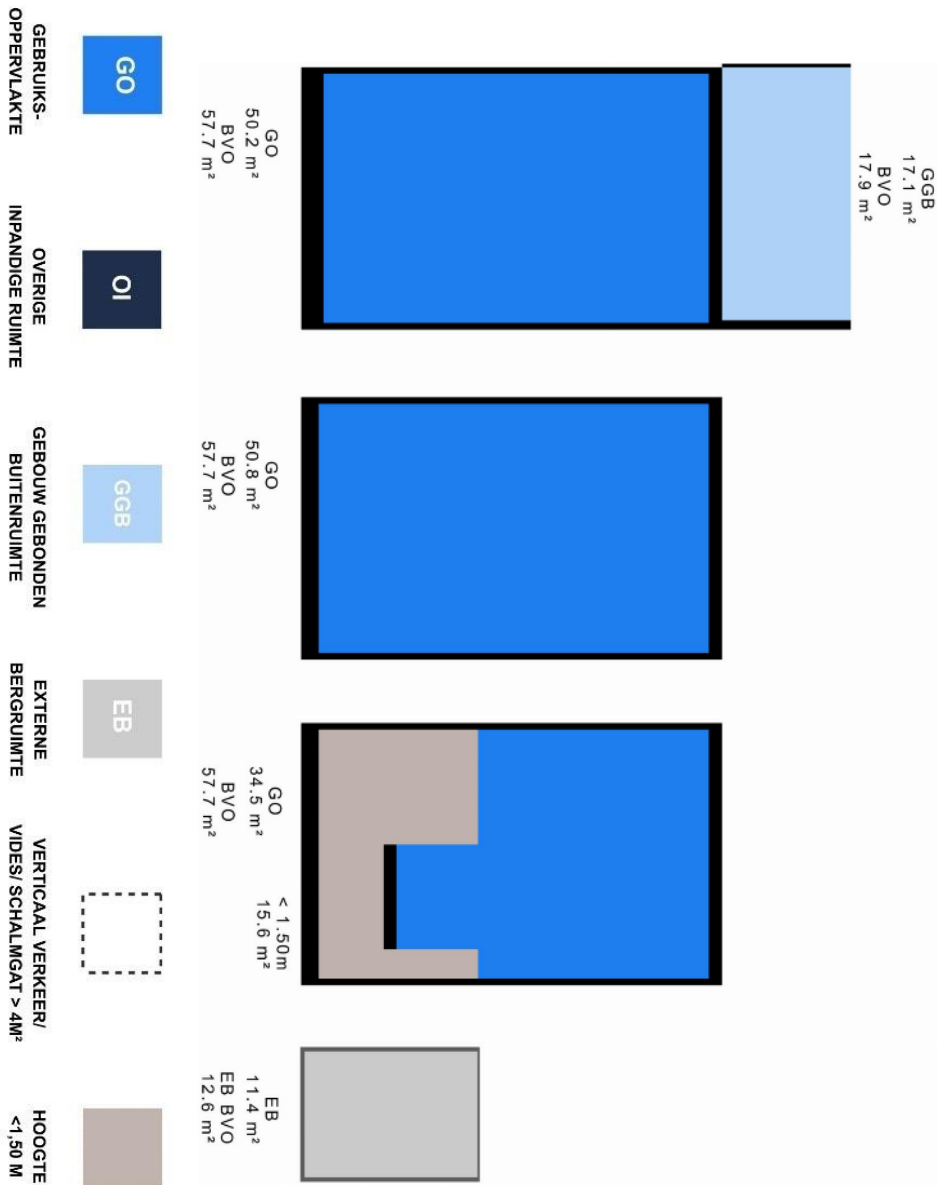 GGB
17.1 m²
BVO
17.9 m²
GO
50.2 m²
BVO
57.7 m²
GO
50.8 m²
BVO
57.7 m²
GO
34.5 m²
BVO
57.7 m²
< 1.50m
15.6 m²
EB
11.4 m²
EB BVO
12.6 m²
GO
GEBRUIKS-
OPPERVLAKTE
OI
OVERIGE
INPANDIGE RUIMTE
GGB
GEBOUW GEBONDEN
BUITENRUIMTE
EB
EXTERNE
BERGRUIMTE
VERTICAAL VERKEER/
VIDES/ SCHALMGAT > 4M²
HOOGTE
<1,50 M